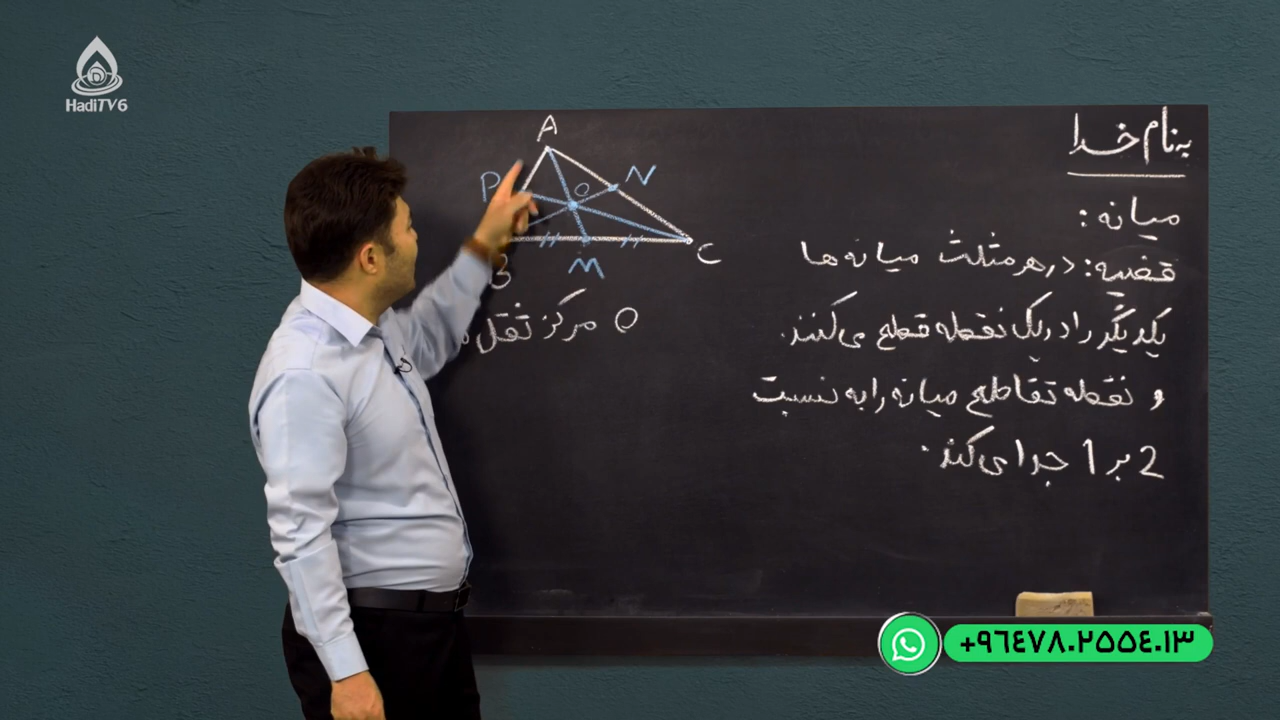 HadiTV6
به نام خدا
میانه:
قضیه: در هر مثلث میانه ها
یکدیگر را در یک نقطه قطع می‌کنند.
و نقطه تقاطع میانه را به نسبت
2 بر 1 جدا می‌کند.
A
P
N
O
M
C
O مرکز ثقل
+۹٦٤٧٨۰۲٥٥٤۰۱۳